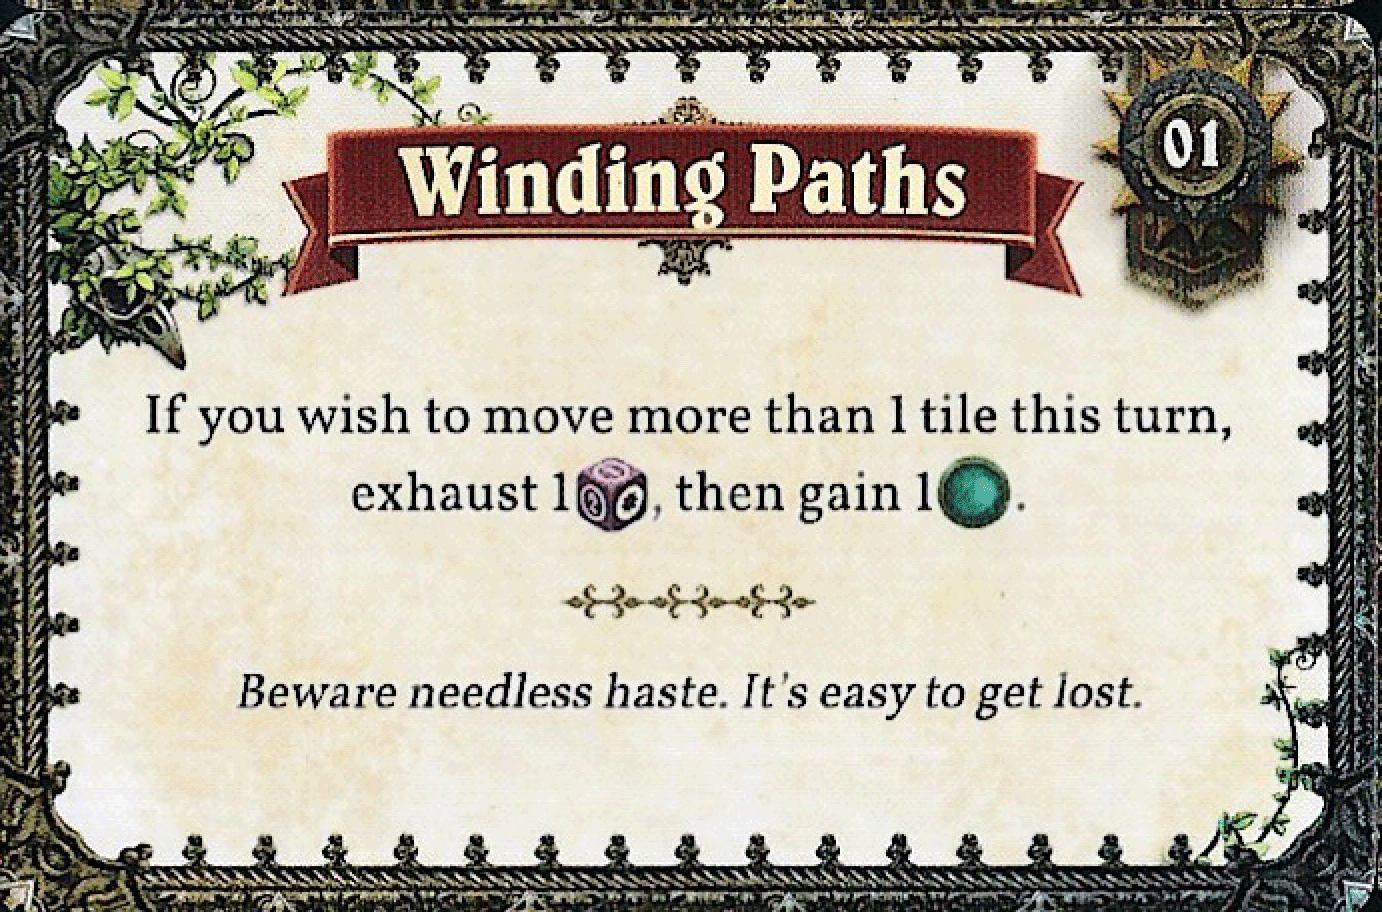 Winding Paths
01
If you wish to move more than 1 tile this turn,
exhaust 1 , then gain 1 .
Beware needless haste. It's easy to get lost.